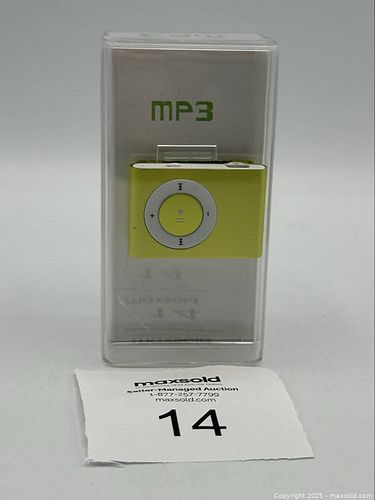 MP3
+
-
maxsold
Seller-Managed Auction
1-877-257-7799
maxsold.com
14
Copyright 2025 - maxsold.com